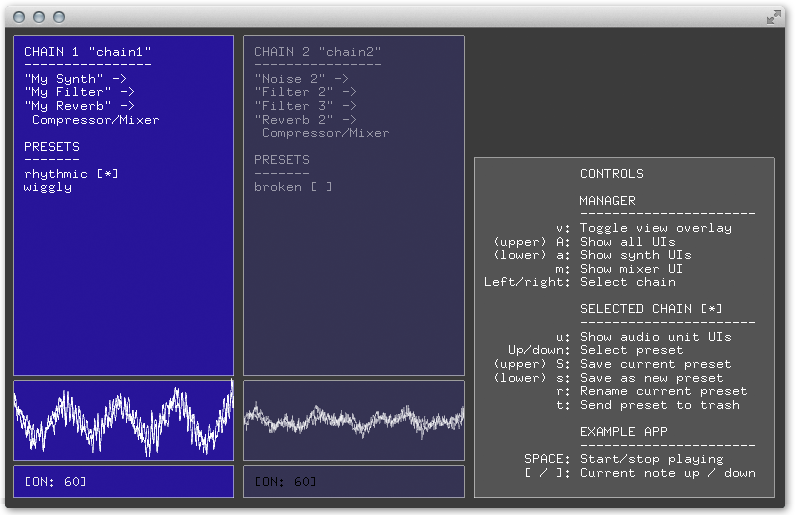 CHAIN 1 "chain1"
----------------
"My Synth" ->
"My Filter" ->
"My Reverb" ->
Compressor/Mixer
PRESETS
-------
rhythmic [*]
wiggly
[ON: 60]
CHAIN 2 "chain2"
----------------
"Noise 2" ->
"Filter 2" ->
"Filter 3" ->
"Reverb 2" ->
Compressor/Mixer
PRESETS
-------
broken [ ]
[ON: 60]
CONTROLS
MANAGER
----------------------
v: Toggle view overlay
(upper) A: Show all UIs
(lower) a: Show synth UIs
m: Show mixer UI
Left/right: Select chain
SELECTED CHAIN [*]
----------------------
u: Show audio unit UIs
Up/down: Select preset
(upper) S: Save current preset
(lower) s: Save as new preset
r: Rename current preset
t: Send preset to trash
EXAMPLE APP
----------------------
SPACE: Start/stop playing
[ / ]: Current note up / down